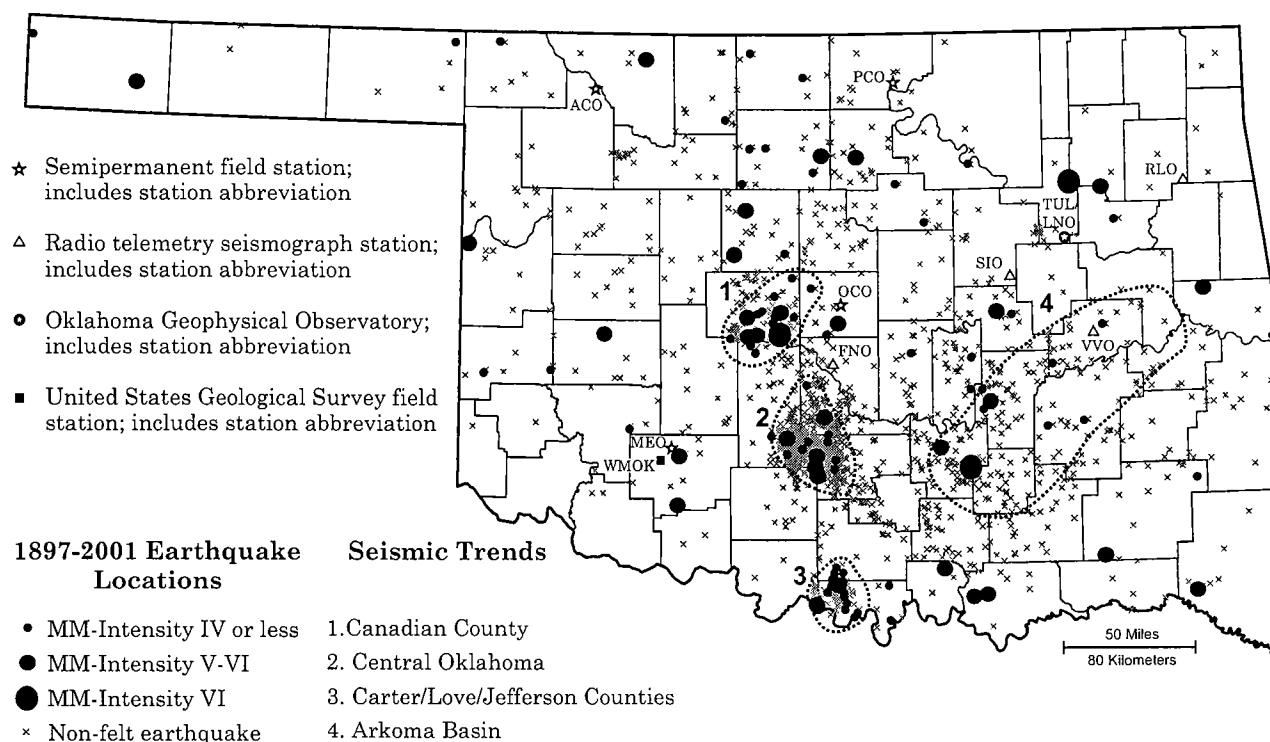 PCO
ACO
RLO
TUL
LNO
SIO
4
1
OCO
VVO
FNO
2
MEO
WMOK
3
50 Miles
80 Kilometers
Semipermanent field station;
includes station abbreviation
Radio telemetry seismograph station;
includes station abbreviation
Oklahoma Geophysical Observatory;
includes station abbreviation
United States Geological Survey field
station; includes station abbreviation
1897-2001 Earthquake
Locations
MM-Intensity IV or less
MM-Intensity V-VI
MM-Intensity VI
Non-felt earthquake
Seismic Trends
1.Canadian County
2. Central Oklahoma
3. Carter/Love/Jefferson Counties
4. Arkoma Basin